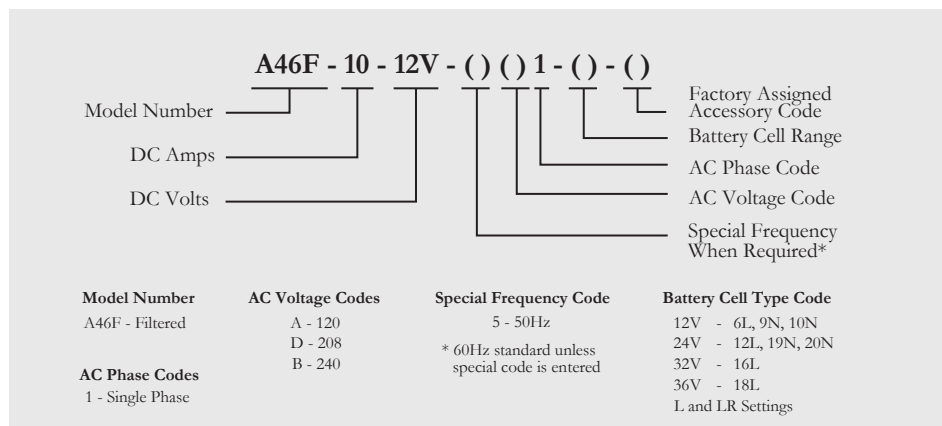 A46F - 10 - 12V - ( ) ( ) 1 - ( ) - ( )
Model Number
DC Amps
DC Volts
Factory Assigned
Accessory Code
Battery Cell Range
AC Phase Code
AC Voltage Code
Special Frequency
When Required*
Model Number
A46F - Filtered
AC Phase Codes
1 - Single Phase
AC Voltage Codes
A - 120
D - 208
B - 240
Special Frequency Code
5 - 50Hz
* 60Hz standard unless
special code is entered
Battery Cell Type Code
12V - 6L, 9N, 10N
24V - 12L, 19N, 20N
32V - 16L
36V - 18L
L and LR Settings